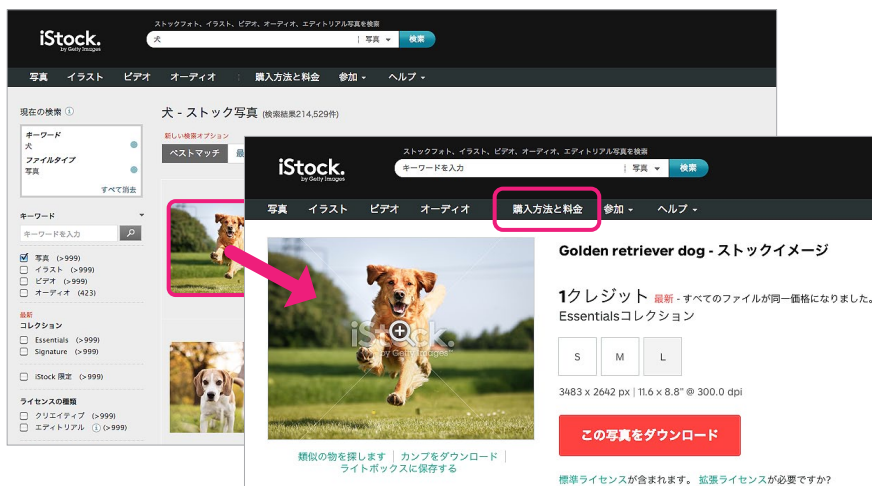 ストックフォト、イラスト、ビデオ、オーディオ、エディトリアル写真を検索
iStock.
by Getty Images
犬
写真
検索
写真 イラスト ビデオ オーディオ 購入方法と料金 参加 ヘルプ
現在の検索
キーワード
犬
ファイルタイプ
写真
すべて消去
キーワード
キーワードを入力
写真 (>999)
イラスト (>999)
ビデオ (>999)
オーディオ (423)
最新
コレクション
Essentials (>999)
Signature (>999)
iStock 限定 (>999)
ライセンスの種類
クリエイティブ (>999)
エディトリアル (>999)
犬 - ストック写真 (検索結果214,529件)
新しい検索オプション
ベストマッチ 最
ストックフォト、イラスト、ビデオ、オーディオ、エディトリアル写真を検索
iStock.
by Getty Images
キーワードを入力
写真
検索
写真 イラスト ビデオ オーディオ 購入方法と料金 参加 ヘルプ
iStock.
by Getty Images™
類似の物を探します | カンプをダウンロード |
ライトボックスに保存する
Golden retriever dog - ストックイメージ
1クレジット 最新 - すべてのファイルが同一価格になりました。
Essentialsコレクション
S M L
3483 x 2642 px | 11.6 x 8.8" @ 300.0 dpi
この写真をダウンロード
標準ライセンスが含まれます。 拡張ライセンスが必要ですか?